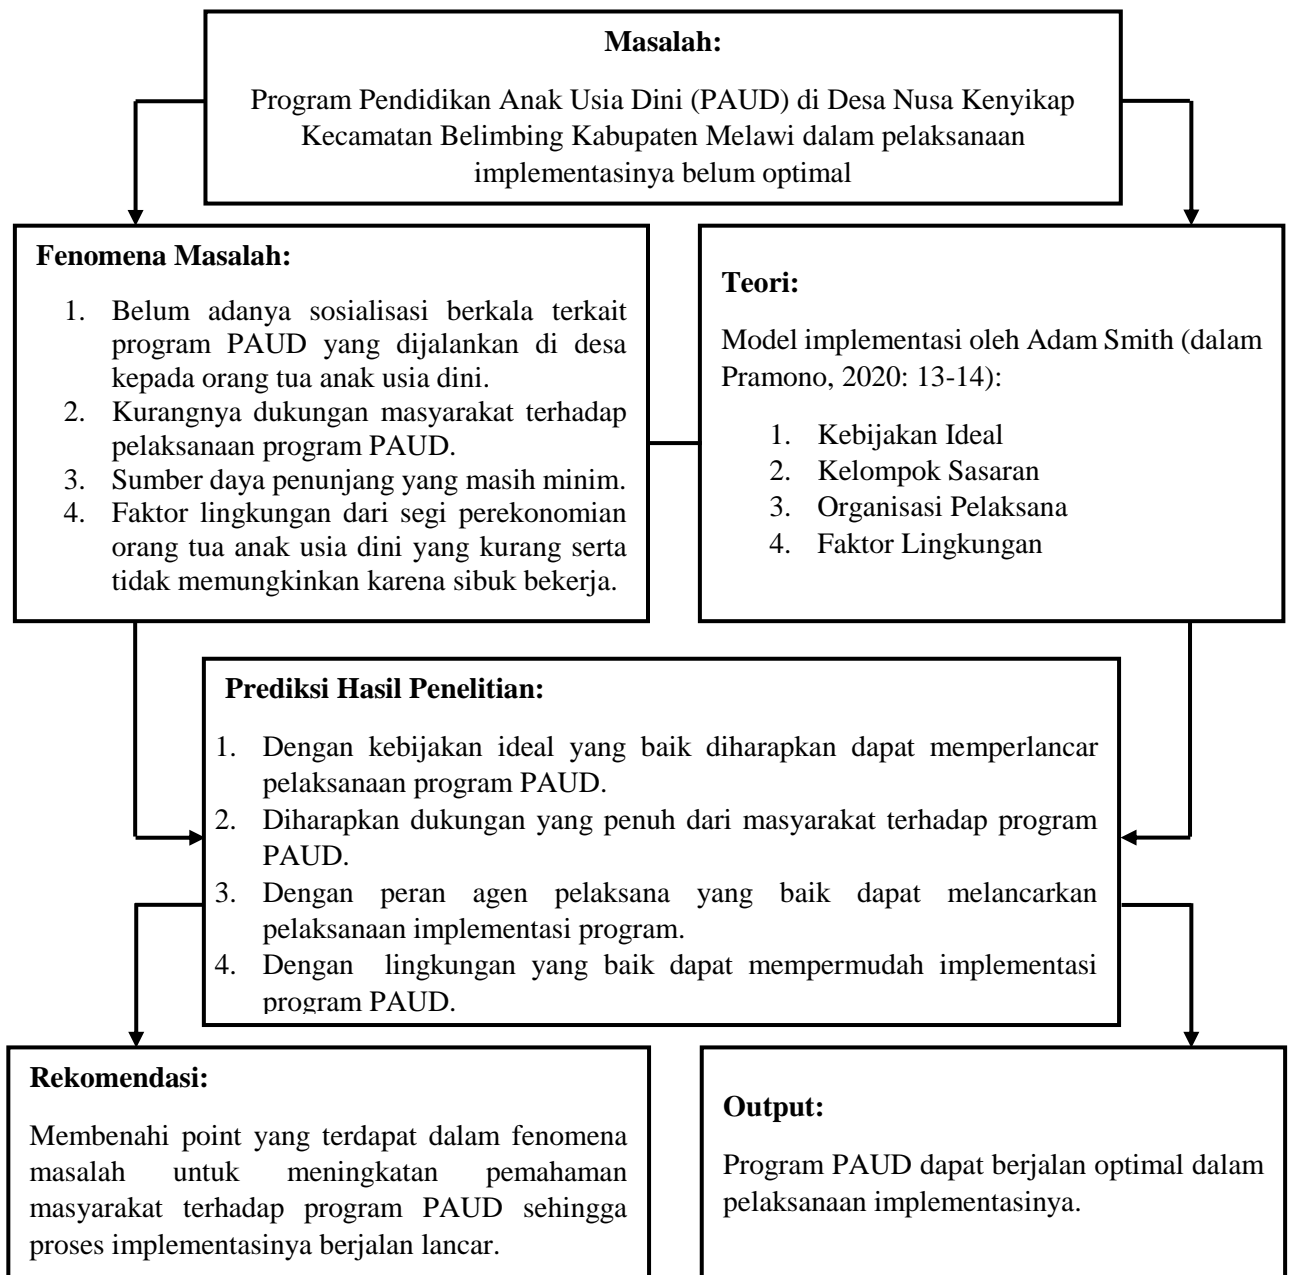 Masalah:
Program Pendidikan Anak Usia Dini (PAUD) di Desa Nusa Kenyikap
Kecamatan Belimbing Kabupaten Melawi dalam pelaksanaan
implementasinya belum optimal
Fenomena Masalah:
1. Belum adanya sosialisasi berkala terkait
program PAUD yang dijalankan di desa
kepada orang tua anak usia dini.
2. Kurangnya dukungan masyarakat terhadap
pelaksanaan program PAUD.
3. Sumber daya penunjang yang masih minim.
4. Faktor lingkungan dari segi perekonomian
orang tua anak usia dini yang kurang serta
tidak memungkinkan karena sibuk bekerja.
Teori:
Model implementasi oleh Adam Smith (dalam
Pramono, 2020: 13-14):
1. Kebijakan Ideal
2. Kelompok Sasaran
3. Organisasi Pelaksana
4. Faktor Lingkungan
Prediksi Hasil Penelitian:
1. Dengan kebijakan ideal yang baik diharapkan dapat memperlancar
pelaksanaan program PAUD.
2. Diharapkan dukungan yang penuh dari masyarakat terhadap program
PAUD.
3. Dengan peran agen pelaksana yang baik dapat melancarkan
pelaksanaan implementasi program.
4. Dengan lingkungan yang baik dapat mempermudah implementasi
program PAUD.
Rekomendasi:
Membenahi point yang terdapat dalam fenomena
masalah untuk meningkatan pemahaman
masyarakat terhadap program PAUD sehingga
proses implementasinya berjalan lancar.
Output:
Program PAUD dapat berjalan optimal dalam
pelaksanaan implementasinya.